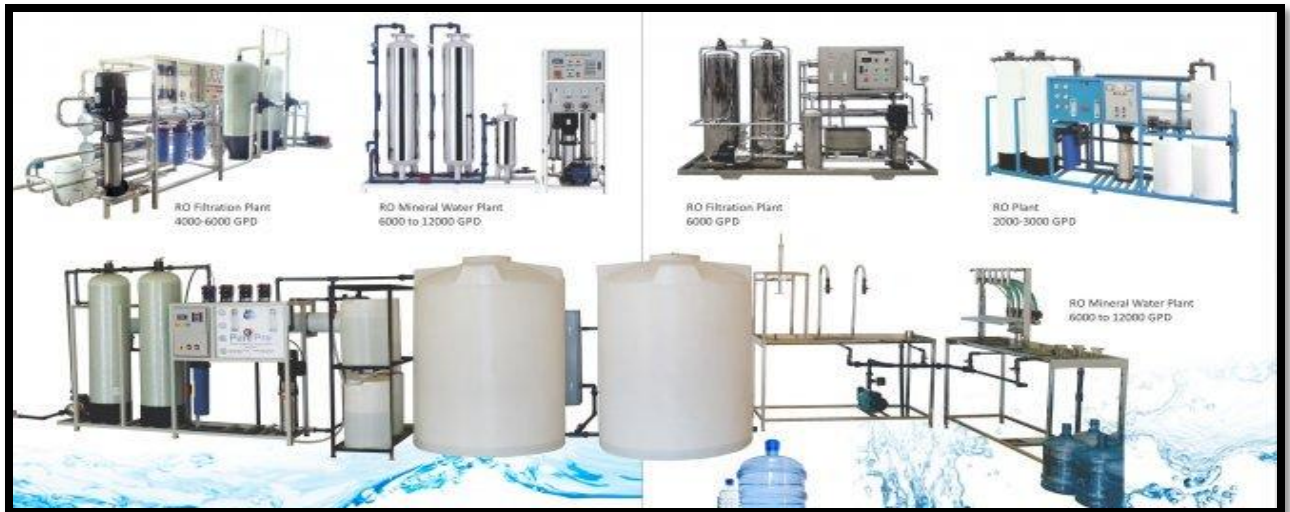 RO Filtration Plant
4000-6000 GPD
RO Mineral Water Plant
6000 to 12000 GPD
RO Filtration Plant
6000 GPD
RO Plant
2000-3000 GPD
RO Mineral Water Plant
6000 to 12000 GPD